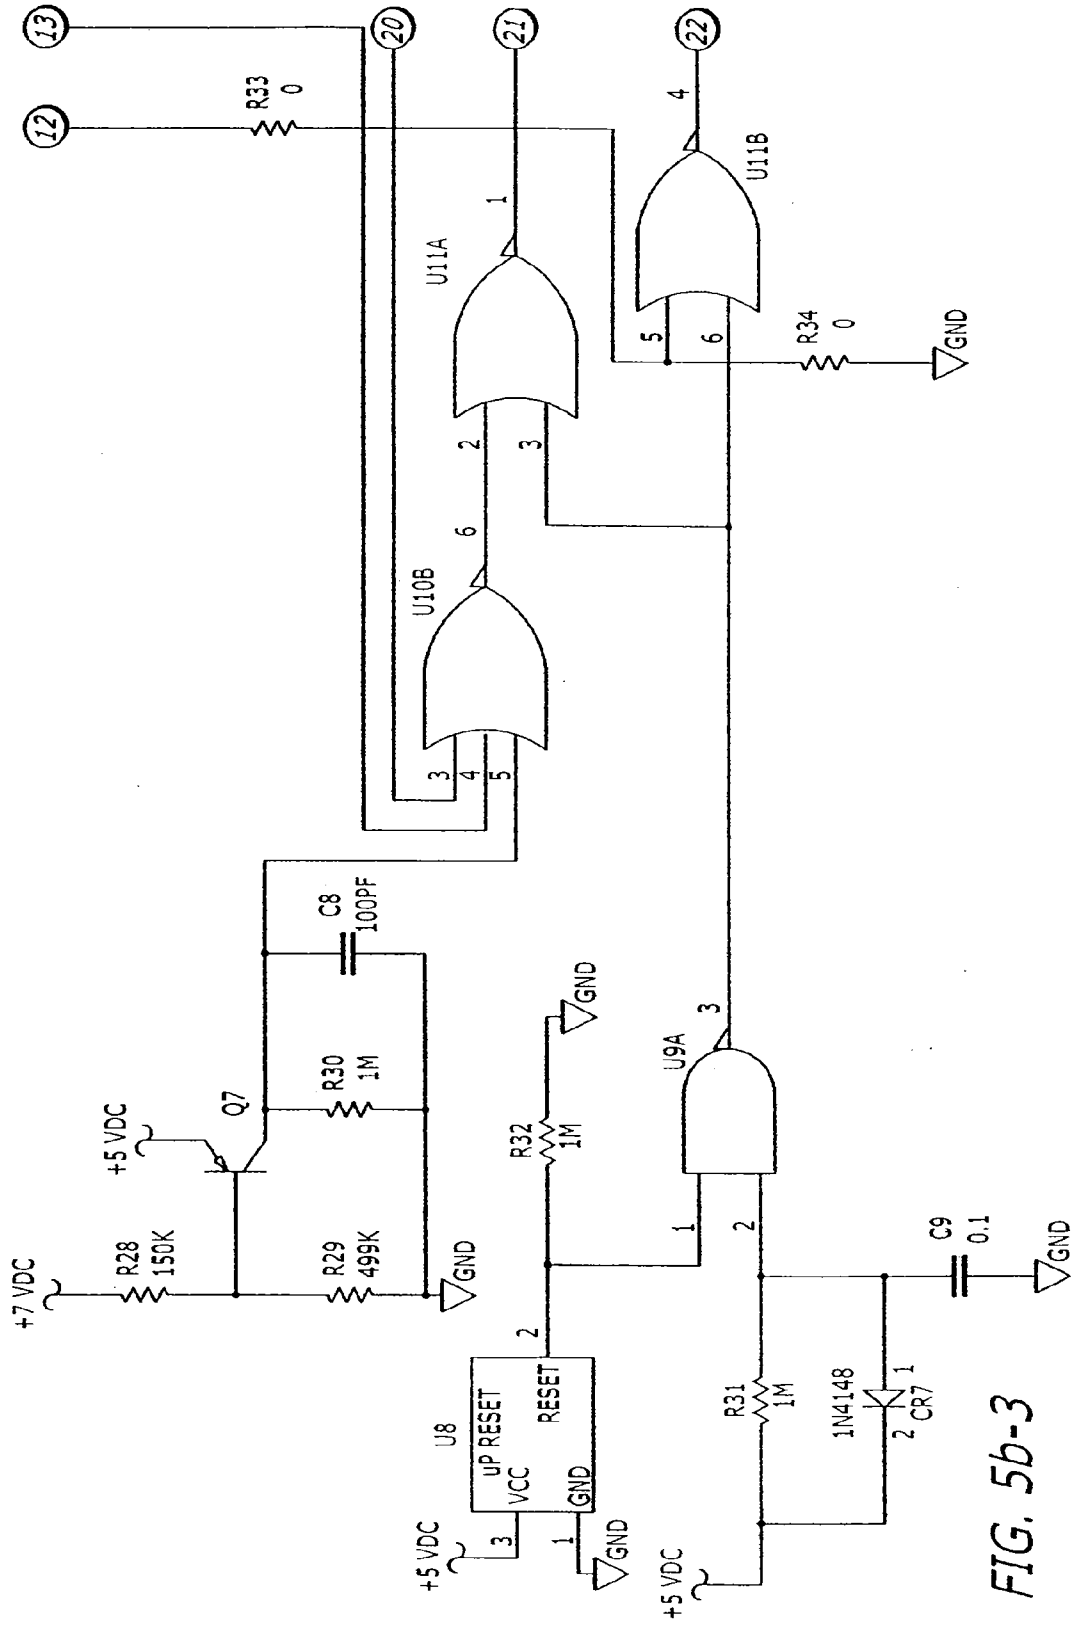 +7 VDC
R28
150K
R29
499K
GND
+5 VDC
Q7
R30
1M
C8
100PF
13
12
R33
0
20
21
22
3
4
5
U10B
6
2
3
U11A
1
5
6
U11B
4
R34
0
GND
+5 VDC
3
1
GND
U8
uP RESET
VCC
GND
RESET
2
R32
1M
GND
1
2
U9A
3
+5 VDC
R31
1M
1N4148
2
1
CR7
C9
0.1
GND
FIG. 5b-3